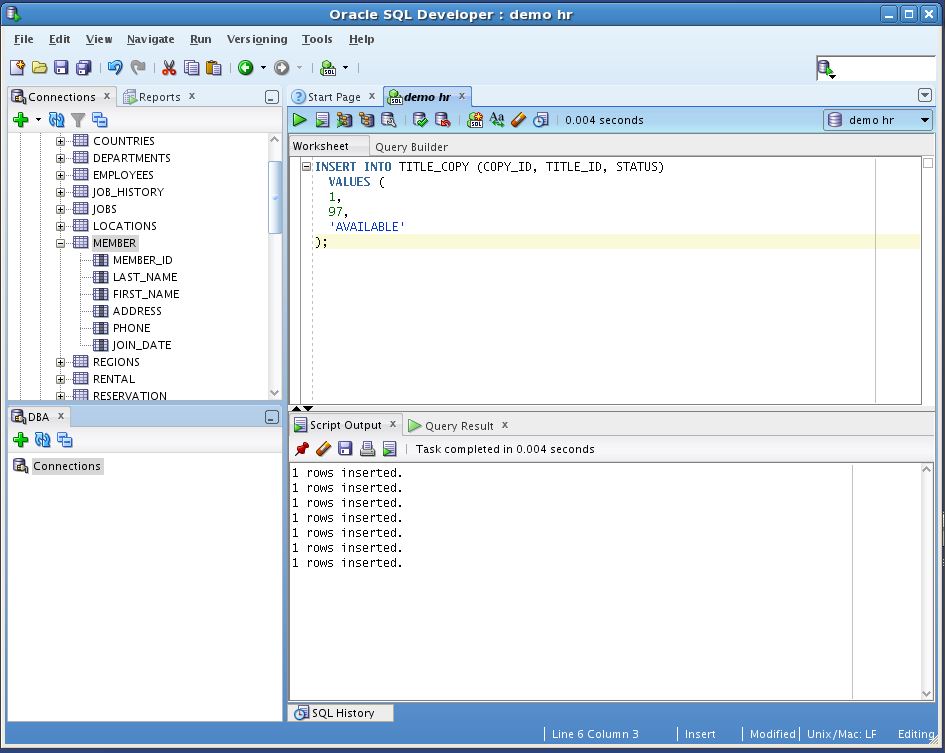 Oracle SQL Developer : demo hr
File Edit View Navigate Run Versioning Tools Help
Connections
Reports
COUNTRIES
DEPARTMENTS
EMPLOYEES
JOB_HISTORY
JOBS
LOCATIONS
MEMBER
MEMBER_ID
LAST_NAME
FIRST_NAME
ADDRESS
PHONE
JOIN_DATE
REGIONS
RENTAL
RESERVATION
DBA
Connections
Start Page
demo hr
0.004 seconds
demo hr
Worksheet Query Builder
INSERT INTO TITLE_COPY (COPY_ID, TITLE_ID, STATUS)
VALUES (
1,
97,
'AVAILABLE'
);
Script Output
Query Result
Task completed in 0.004 seconds
1 rows inserted.
1 rows inserted.
1 rows inserted.
1 rows inserted.
1 rows inserted.
1 rows inserted.
1 rows inserted.
SQL History
Line 6 Column 3 Insert Modified Unix/Mac: LF Editing